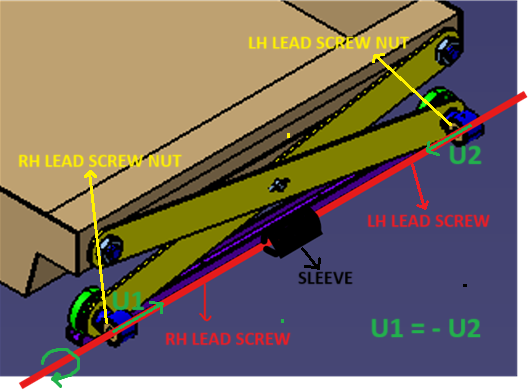 LH LEAD SCREW NUT
RH LEAD SCREW NUT
U2
LH LEAD SCREW
SLEEVE
U1
RH LEAD SCREW
U1 = - U2